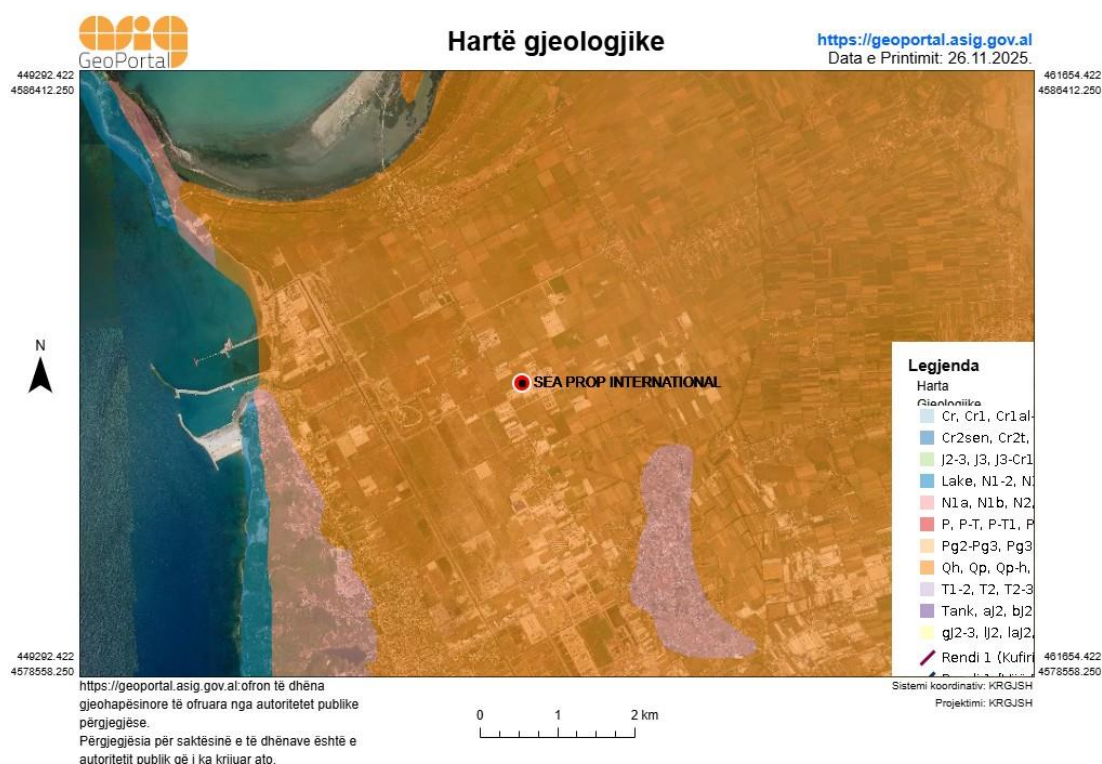 asig
GeoPortal
Hartë gjeologjike
https://geoportal.asig.gov.al
Data e Printimit: 26.11.2025.
449292.422
4586412.250
461654.422
4586412.250
N
SEA PROP INTERNATIONAL
Legjenda
Harta
Gjeologjike
Cr, Cr1, Cr1al-
Cr2sen, Cr2t,
J2-3, J3, J3-Cr1
Lake, N1-2, N1
N1a, N1b, N2,
P, P-T, P-T1, P
Pg2-Pg3, Pg3
Qh, Qp, Qp-h,
T1-2, T2, T2-3
Tank, aJ2, bJ2
gJ2-3, lJ2, laJ2,
Rendi 1 (Kufiri
449292.422
4578558.250
461654.422
4578558.250
https://geoportal.asig.gov.al:ofron të dhëna
gjeohapësinore të ofruara nga autoritetet publike
përgjegjëse.
Përgjegjësia për saktësinë e të dhënave është e
autoritetit publik që i ka krijuar ato.
0 1 2 km
Sistemi koordinativ: KRGJSH
Projektimi: KRGJSH